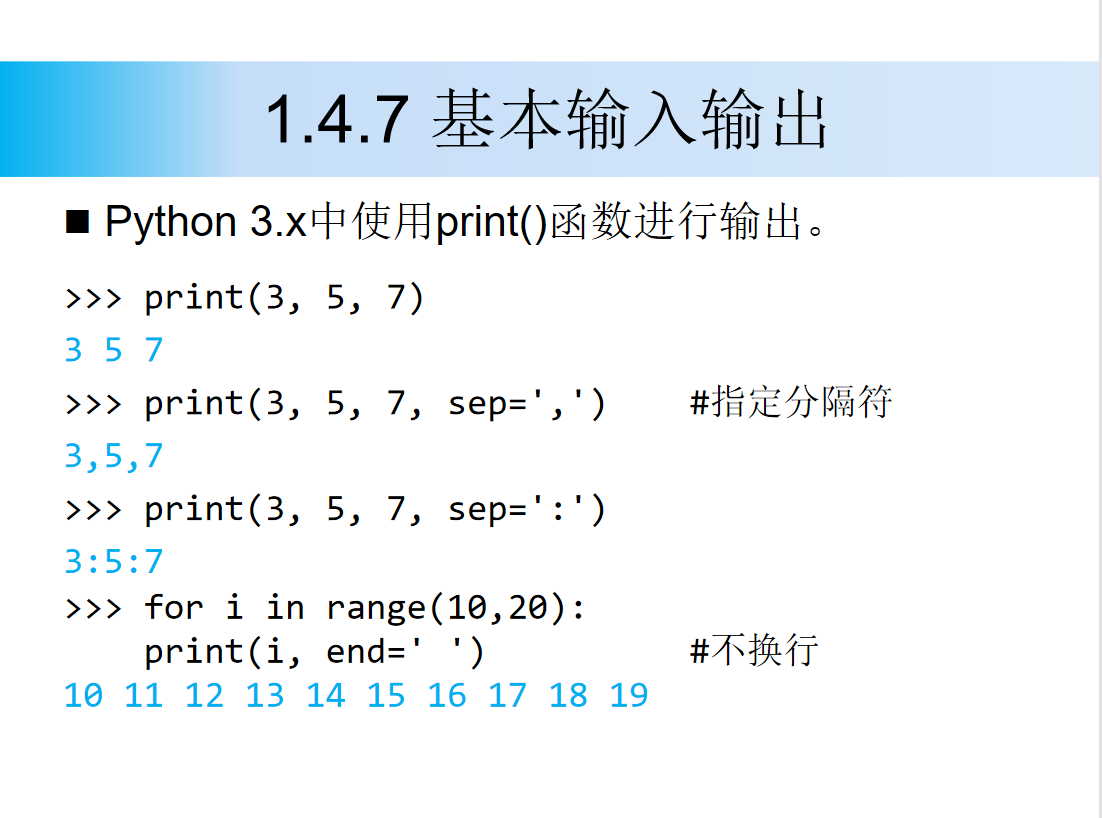 1.4.7 基本输入输出
■ Python 3.x中使用print()函数进行输出。
>>> print(3, 5, 7)
3 5 7
>>> print(3, 5, 7, sep=',')    #指定分隔符
3,5,7
>>> print(3, 5, 7, sep=':')
3:5:7
>>> for i in range(10,20):
    print(i, end=' ')          #不换行
10 11 12 13 14 15 16 17 18 19